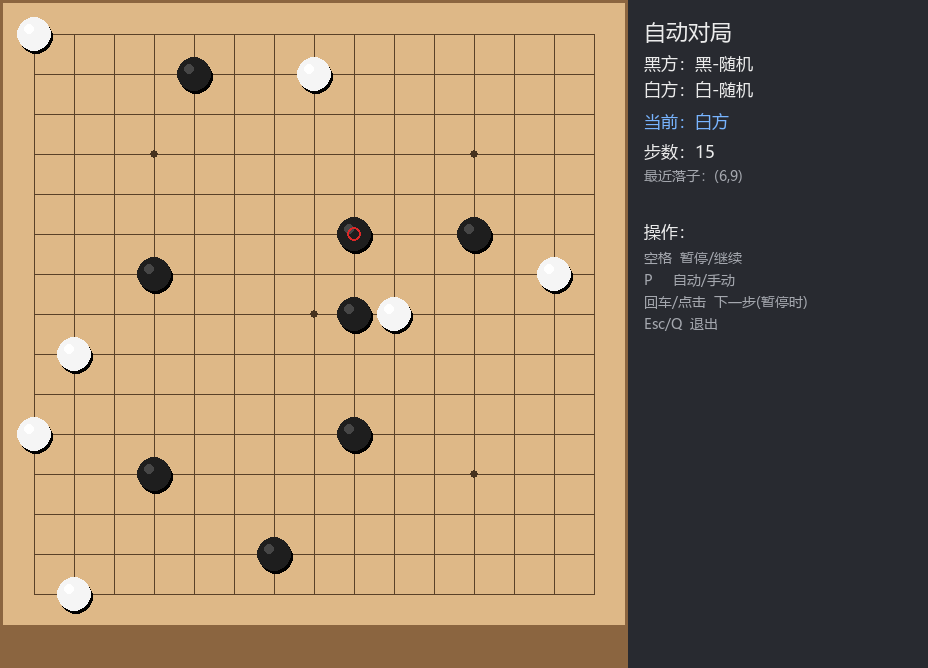 自动对局
黑方：黑-随机
白方：白-随机
当前：白方
步数：15
最近落子：(6,9)
操作：
空格 暂停/继续
P 自动/手动
回车/点击 下一步(暂停时)
Esc/Q 退出